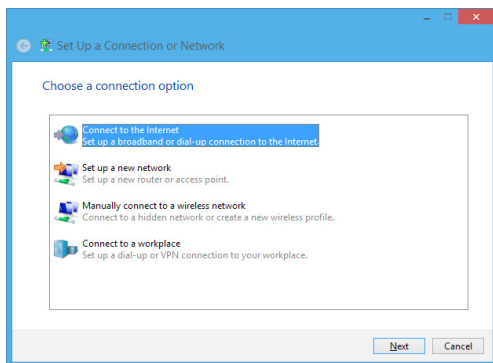 Set Up a Connection or Network
Choose a connection option
Connect to the Internet
Set up a broadband or dial-up connection to the Internet.
Set up a new network
Set up a new router or access point.
Manually connect to a wireless network
Connect to a hidden network or create a new wireless profile.
Connect to a workplace
Set up a dial-up or VPN connection to your workplace.
Next Cancel